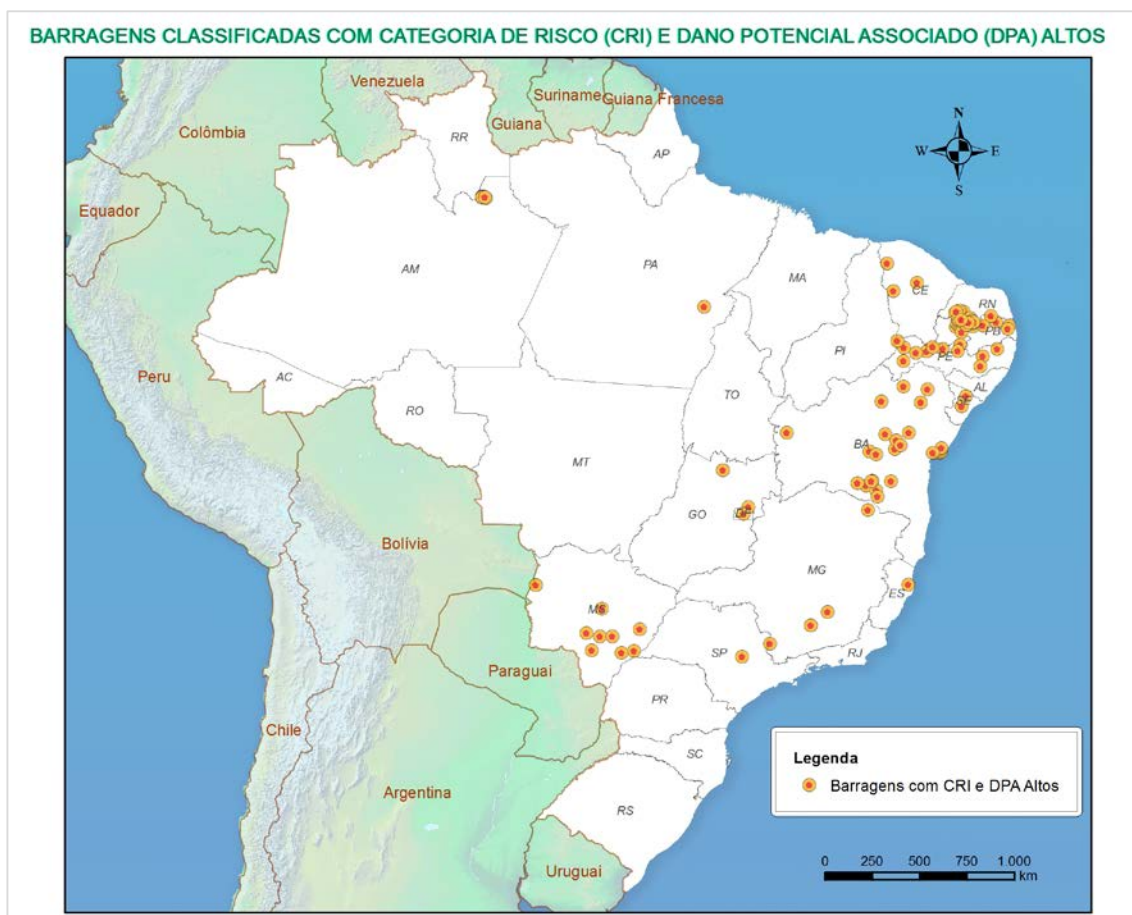 BARRAGENS CLASSIFICADAS COM CATEGORIA DE RISCO (CRI) E DANO POTENCIAL ASSOCIADO (DPA) ALTOS
Venezuela
Suriname
Guiana Francesa
Guiana
Colômbia
RR
AP
N
W
E
S
Equador
AM
PA
MA
CE
RN
PB
PI
PE
AC
TO
AL
SE
Peru
RO
MT
BA
GO
DF
Bolívia
MG
ES
MS
SP
RJ
Paraguai
PR
Chile
SC
Argentina
RS
Uruguai
Legenda
Barragens com CRI e DPA Altos
0 250 500 750 1 000
km